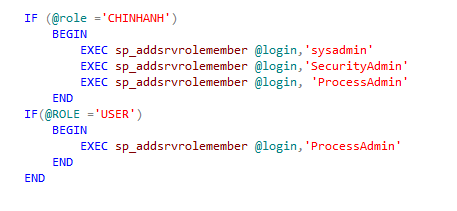 IF (@role ='CHINHANH')
BEGIN
EXEC sp_addsrvrolemember @login,'sysadmin'
EXEC sp_addsrvrolemember @login,'SecurityAdmin'
EXEC sp_addsrvrolemember @login, 'ProcessAdmin'
END
IF(@ROLE ='USER')
BEGIN
EXEC sp_addsrvrolemember @login,'ProcessAdmin'
END
END